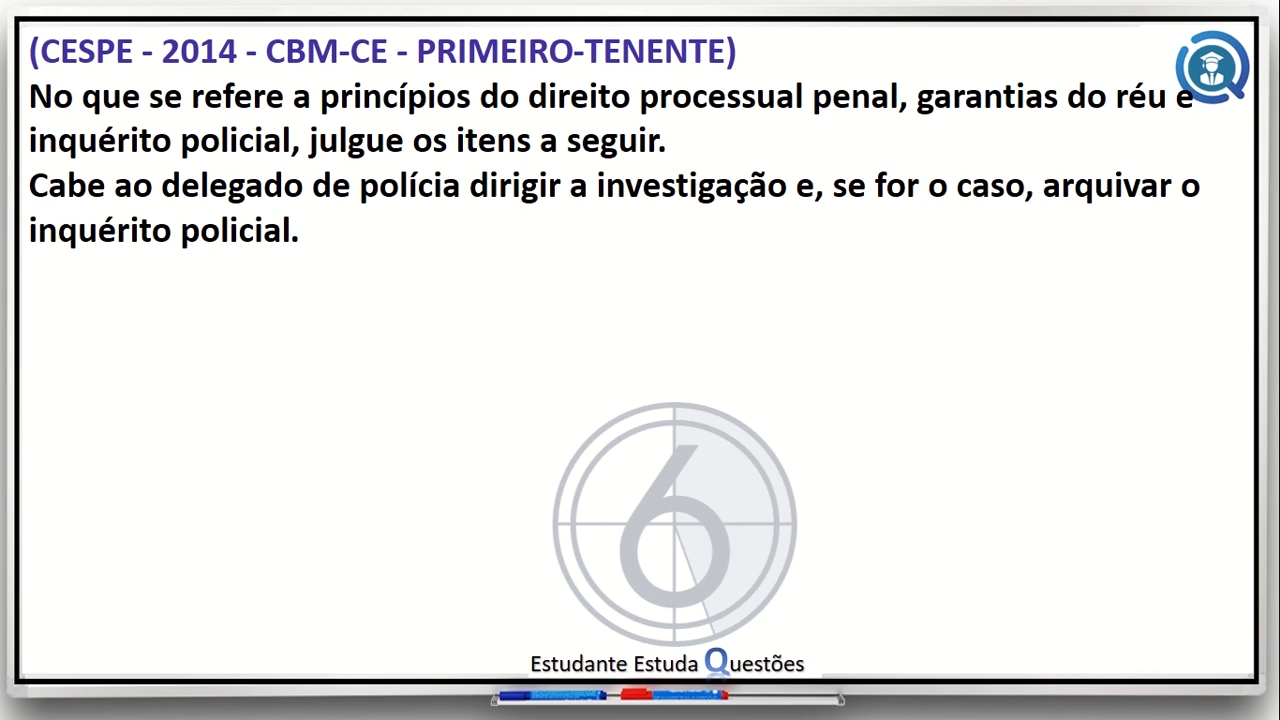 (CESPE - 2014 - CBM-CE - PRIMEIRO-TENENTE)
No que se refere a princípios do direito processual penal, garantias do réu e
inquérito policial, julgue os itens a seguir.
Cabe ao delegado de polícia dirigir a investigação e, se for o caso, arquivar o
inquérito policial.
6
Estudante Estuda Questões